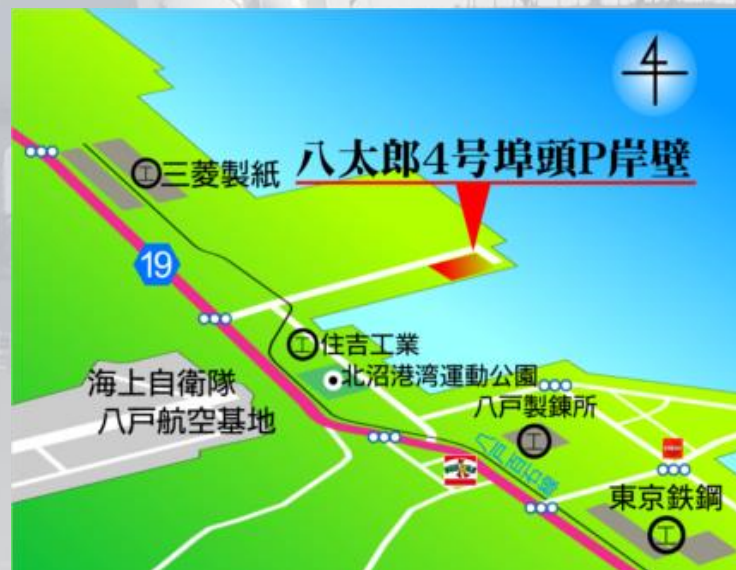 4
三菱製紙
八太郎4号埠頭P岸壁
19
住吉工業
北沼港湾運動公園
海上自衛隊
八戸航空基地
八戸製錬所
東京鉄鋼